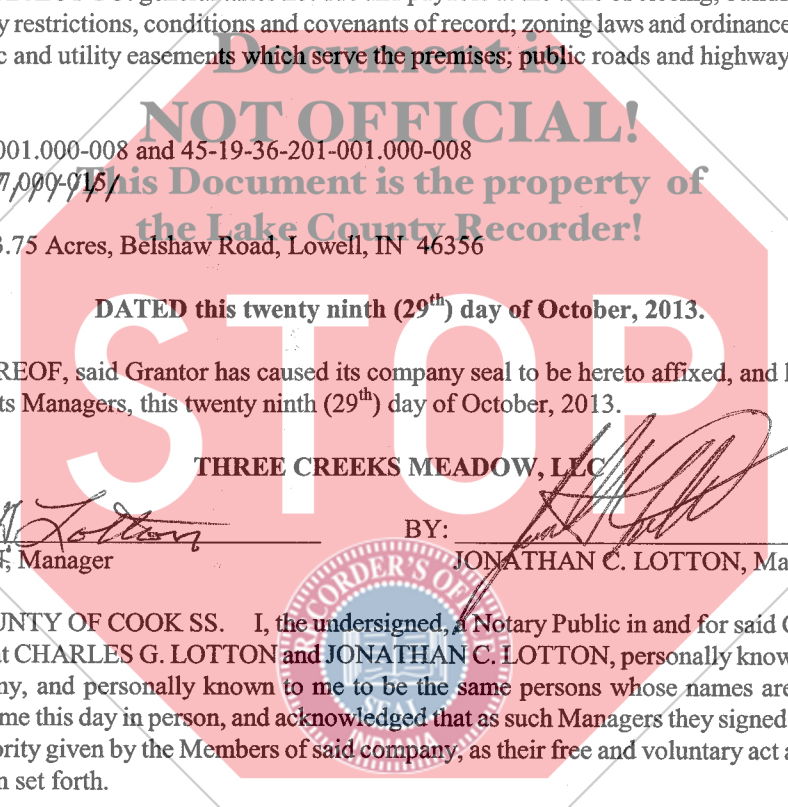 y restrictions, conditions and covenants of record; zoning laws and ordinance
c and utility easements which serve the premises; public roads and highway
Document is
NOT OFFICIAL!
001.000-008 and 45-19-36-201-001.000-008
This Document is the property of
the Lake County Recorder!
3.75 Acres, Belshaw Road, Lowell, IN 46356
DATED this twenty ninth (29th) day of October, 2013.
STOP
REOF, said Grantor has caused its company seal to be hereto affixed, and
ts Managers, this twenty ninth (29th) day of October, 2013.
THREE CREEKS MEADOW, LLC
Lotton
BY:
Manager
JONATHAN C. LOTTON, Ma
RECORDER'S OFFICE
UNTY OF COOK SS. I, the undersigned, a Notary Public in and for said
at CHARLES G. LOTTON and JONATHAN C. LOTTON, personally know
ny, and personally known to me to be the same persons whose names are
me this day in person, and acknowledged that as such Managers they signed
ority given by the Members of said company, as their free and voluntary act
n set forth.
SEAL
INDIANA